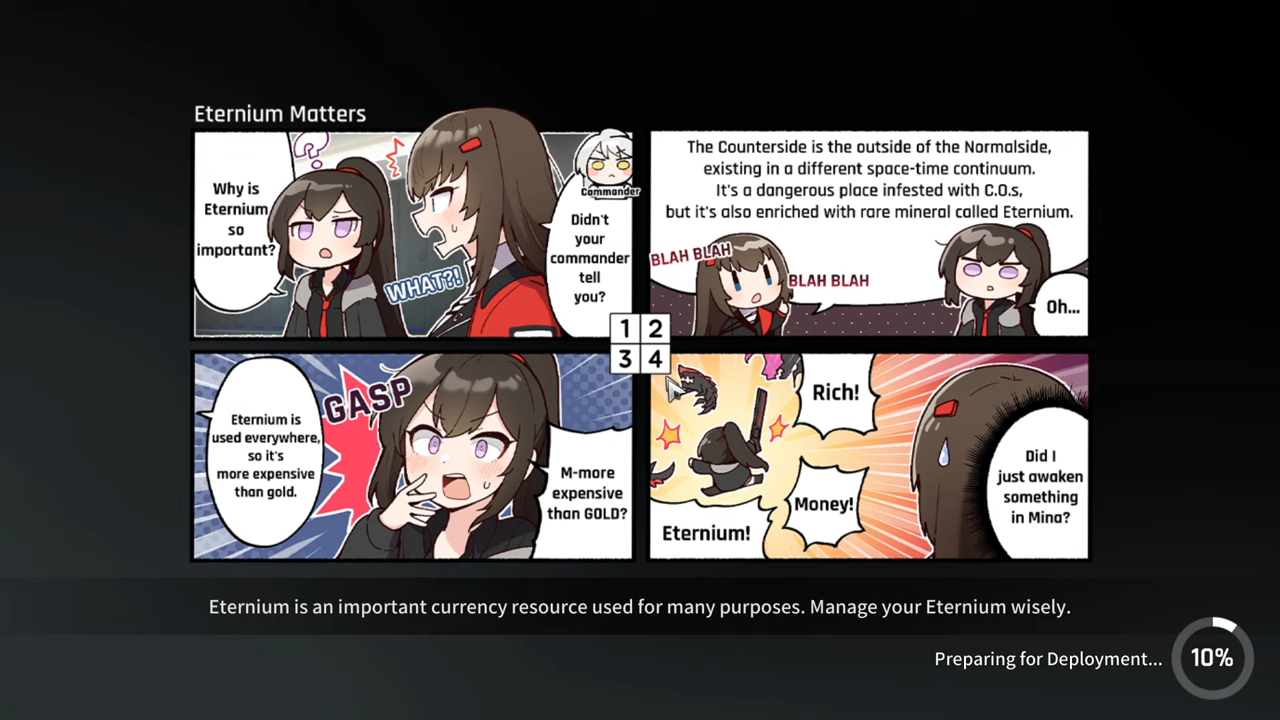 Eternium Matters
Why is
Eternium
so
important?
WHAT?!
Commander
Didn't
your
commander
tell
you?
The Counterside is the outside of the Normalside,
existing in a different space-time continuum.
It's a dangerous place infested with C.O.s,
but it's also enriched with rare mineral called Eternium.
BLAH BLAH
BLAH BLAH
Oh...
1 2
3 4
Eternium is
used everywhere,
so it's
more expensive
than gold.
GASP
M-more
expensive
than GOLD?
Rich!
Money!
Eternium!
Did I
just awaken
something
in Mina?
Eternium is an important currency resource used for many purposes. Manage your Eternium wisely.
Preparing for Deployment...
10%